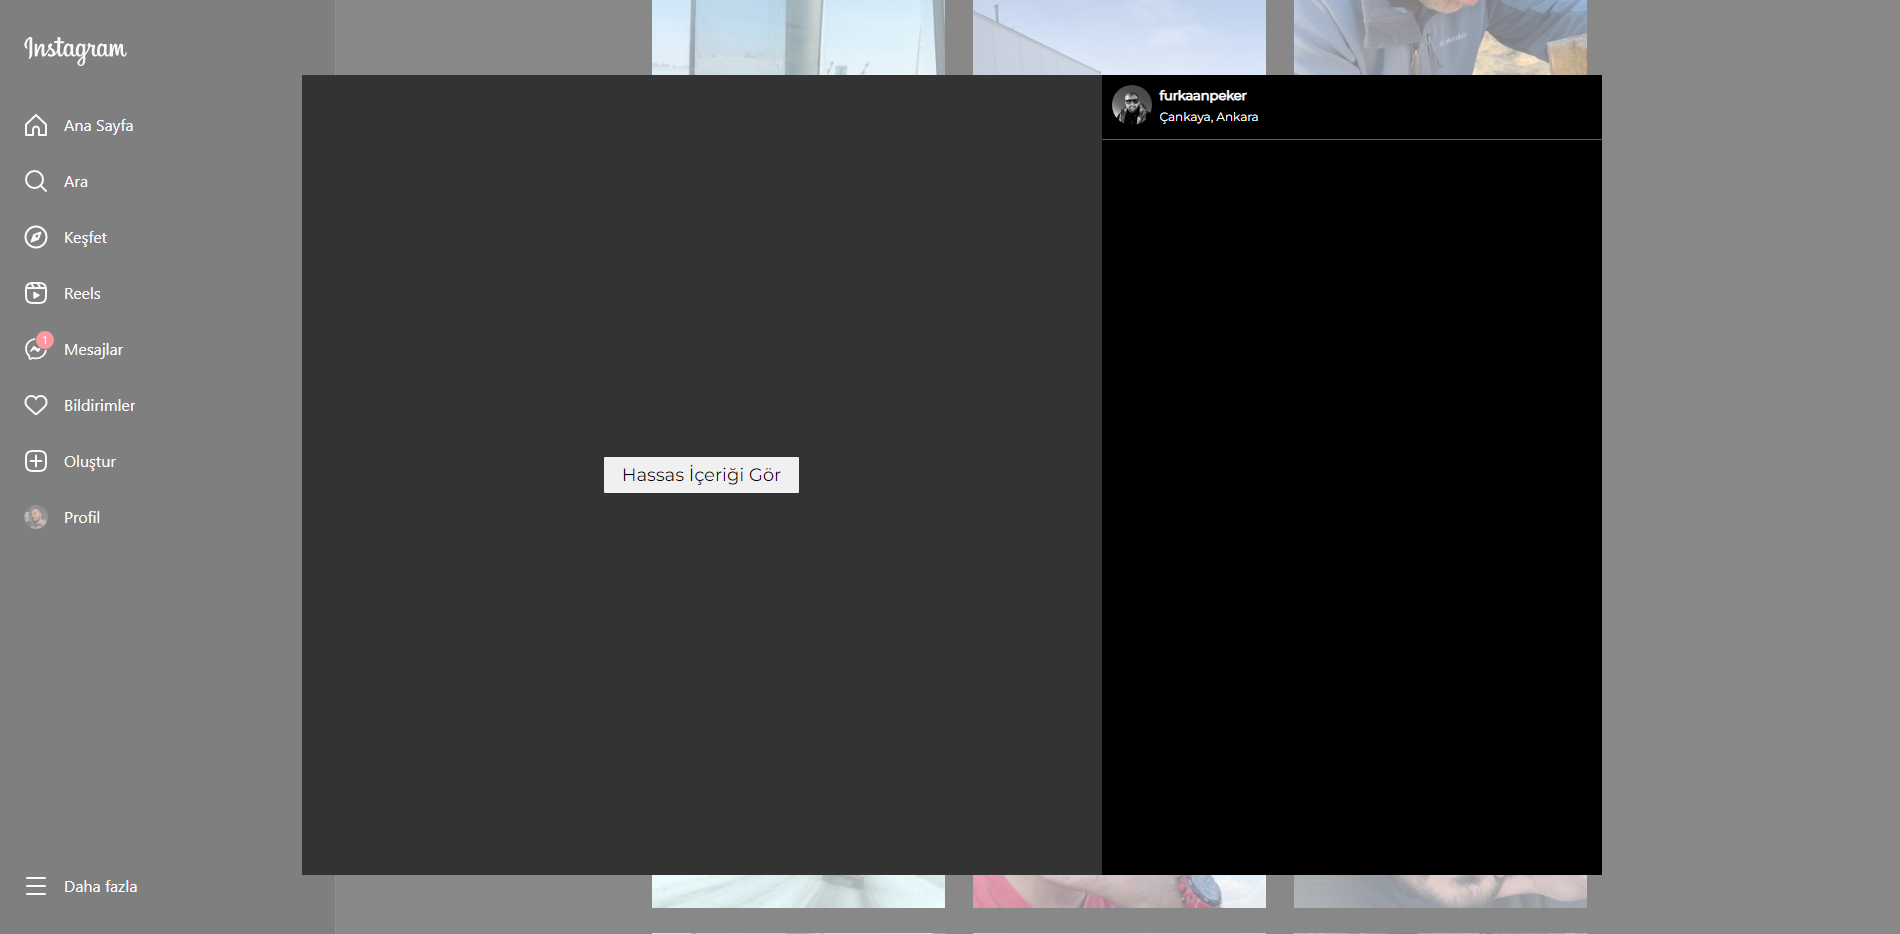 Instagram
Ana Sayfa
Ara
Keşfet
Reels
1
Mesajlar
Bildirimler
Oluştur
Profil
Daha fazla
furkaanpeker
Çankaya, Ankara
Hassas İçeriği Gör